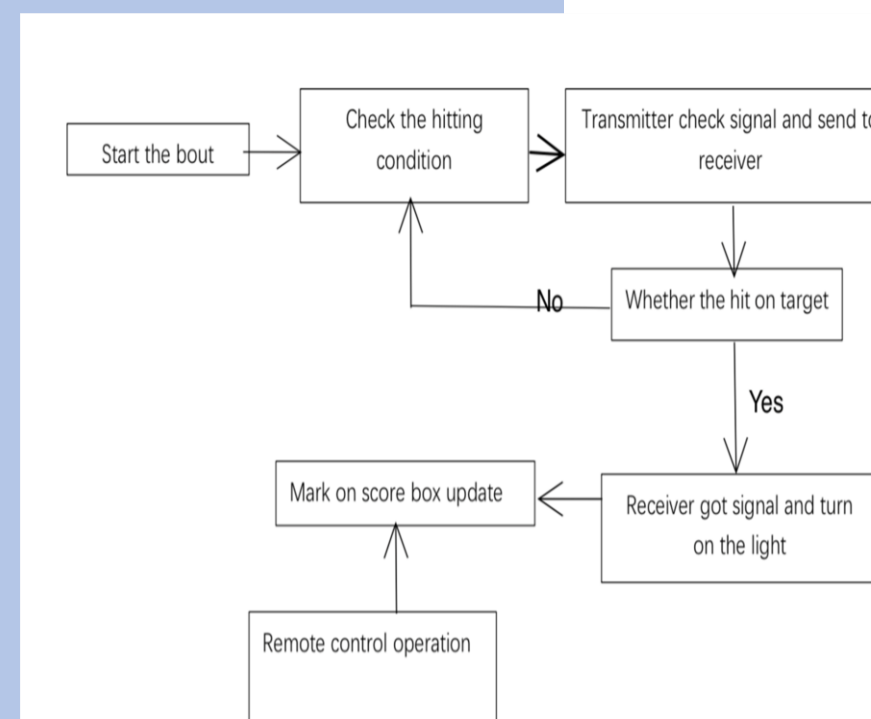 Start the bout
Check the hitting
condition
Transmitter check signal and send to
receiver
Whether the hit on target
No
Yes
Receiver got signal and turn
on the light
Mark on score box update
Remote control operation